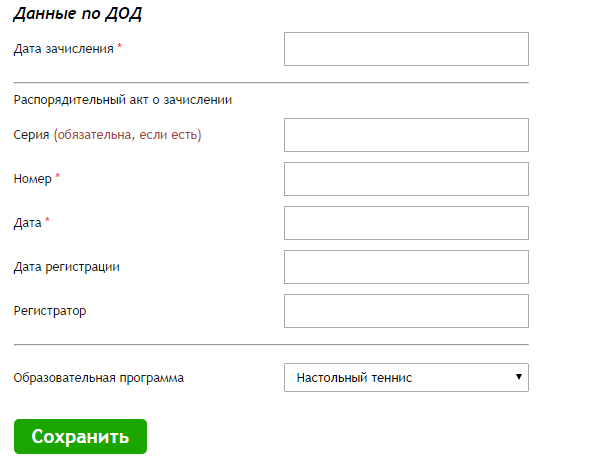 Данные по ДОД
Дата зачисления *
Распорядительный акт о зачислении
Серия (обязательна, если есть)
Номер *
Дата *
Дата регистрации
Регистратор
Образовательная программа Настольный теннис
Сохранить